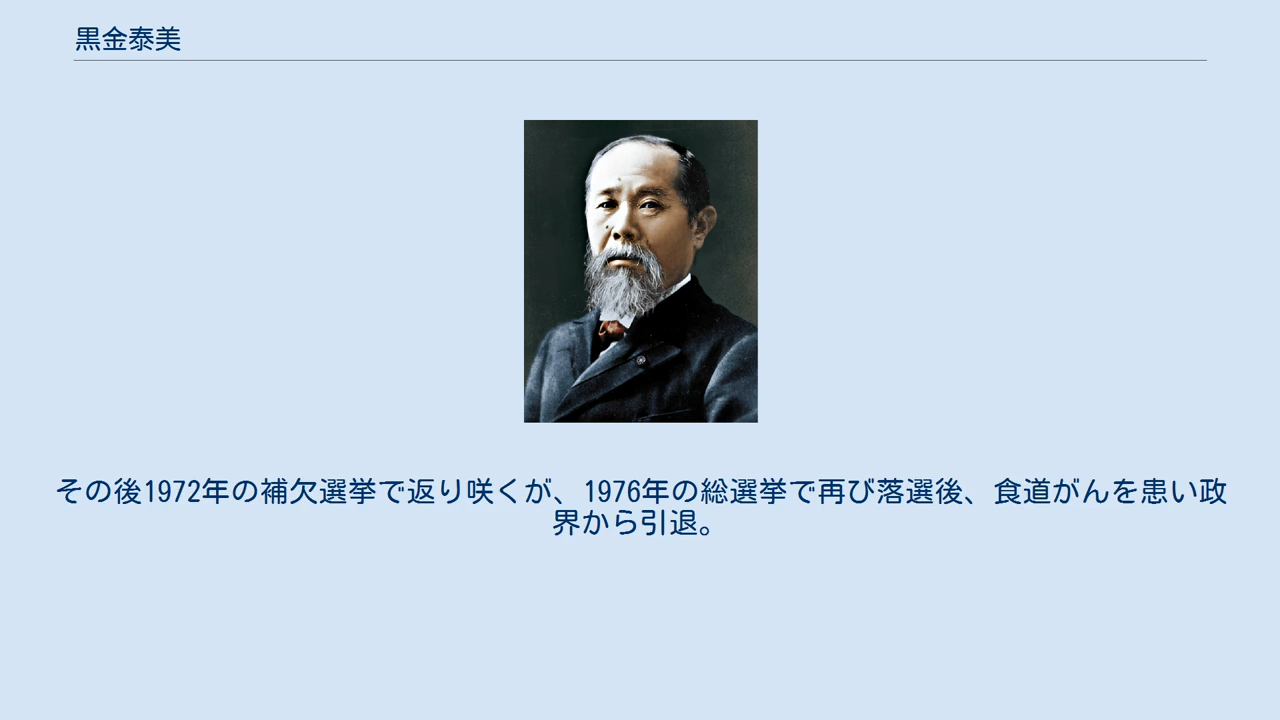 黒金泰美
その後1972年の補欠選挙で返り咲くが、1976年の総選挙で再び落選後、食道がんを患い政
界から引退。